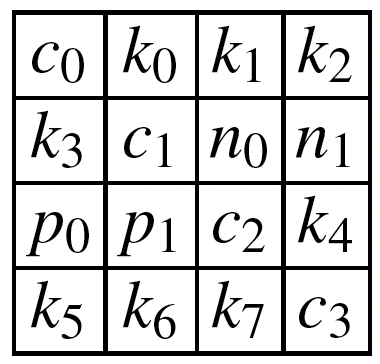 c₀ k₀ k₁ k₂
k₃ c₁ n₀ n₁
p₀ p₁ c₂ k₄
k₅ k₆ k₇ c₃